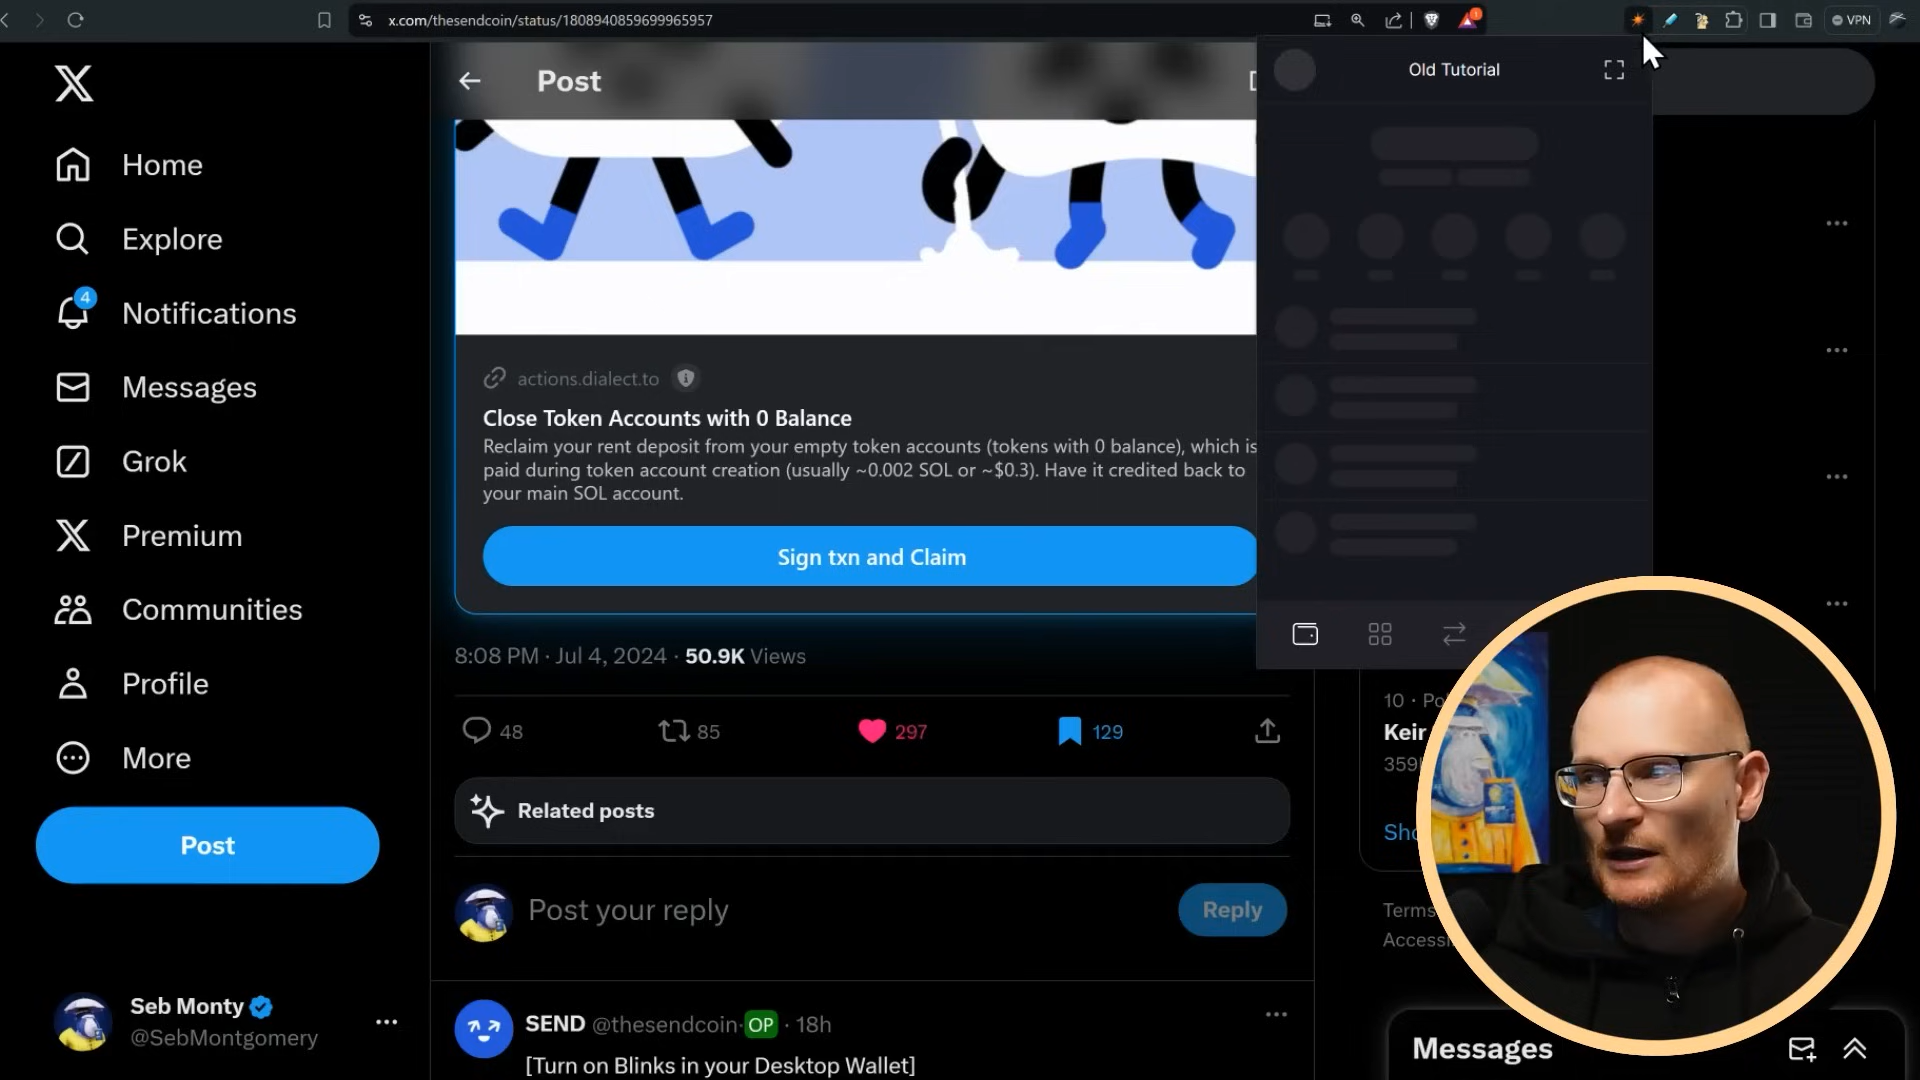 x.com/thesendcoin/status/1808940859699965957
VPN
Home
Explore
4
Notifications
Messages
Grok
Premium
Communities
Profile
More
Post
Seb Monty
@SebMontgomery
Post
actions.dialect.to
Close Token Accounts with 0 Balance
Reclaim your rent deposit from your empty token accounts (tokens with 0 balance), which is
paid during token account creation (usually ~0.002 SOL or ~$0.3). Have it credited back to
your main SOL account.
Sign txn and Claim
8:08 PM · Jul 4, 2024 · 50.9K Views
48 85 297 129
Related posts
Post your reply
Reply
SEND @thesendcoin · OP · 18h
[Turn on Blinks in your Desktop Wallet]
Old Tutorial
10 · Po
Keir
359
Sho
Terms
Accessi
Messages